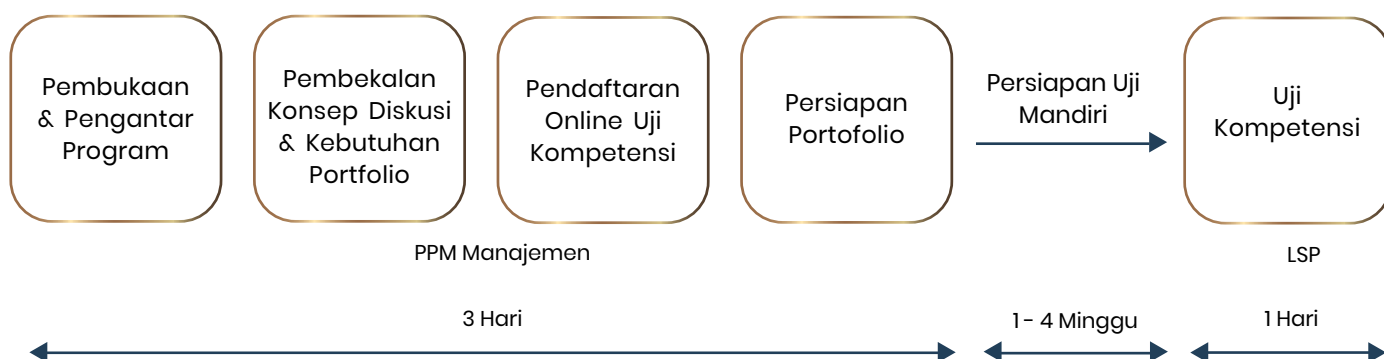 Pembukaan
& Pengantar
Program
Pembekalan
Konsep Diskusi
& Kebutuhan
Portfolio
Pendaftaran
Online Uji
Kompetensi
Persiapan
Portofolio
Persiapan Uji
Mandiri
Uji
Kompetensi
PPM Manajemen
LSP
3 Hari
1 - 4 Minggu
1 Hari